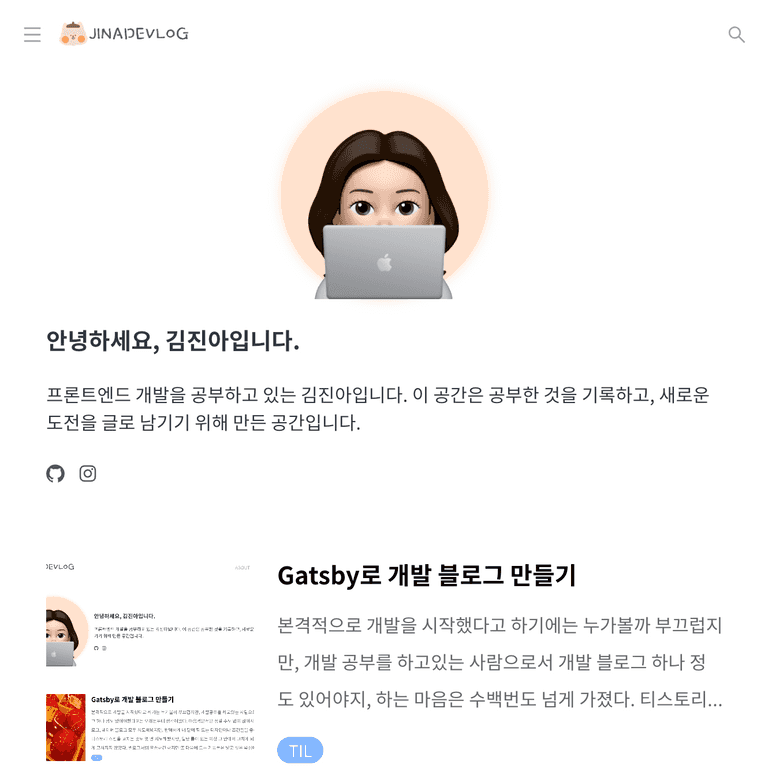 JINADEVLOG
안녕하세요, 김진아입니다.
프론트엔드 개발을 공부하고 있는 김진아입니다. 이 공간은 공부한 것을 기록하고, 새로운
도전을 글로 남기기 위해 만든 공간입니다.
DEVLOG
ABOUT
안녕하세요, 김진아입니다.
Gatsby로 개발 블로그 만들기
Gatsby로 개발 블로그 만들기
본격적으로 개발을 시작했다고 하기에는 누가볼까 부끄럽지
만, 개발 공부를 하고있는 사람으로서 개발 블로그 하나 정
도 있어야지, 하는 마음은 수백번도 넘게 가졌다. 티스토리...
TIL